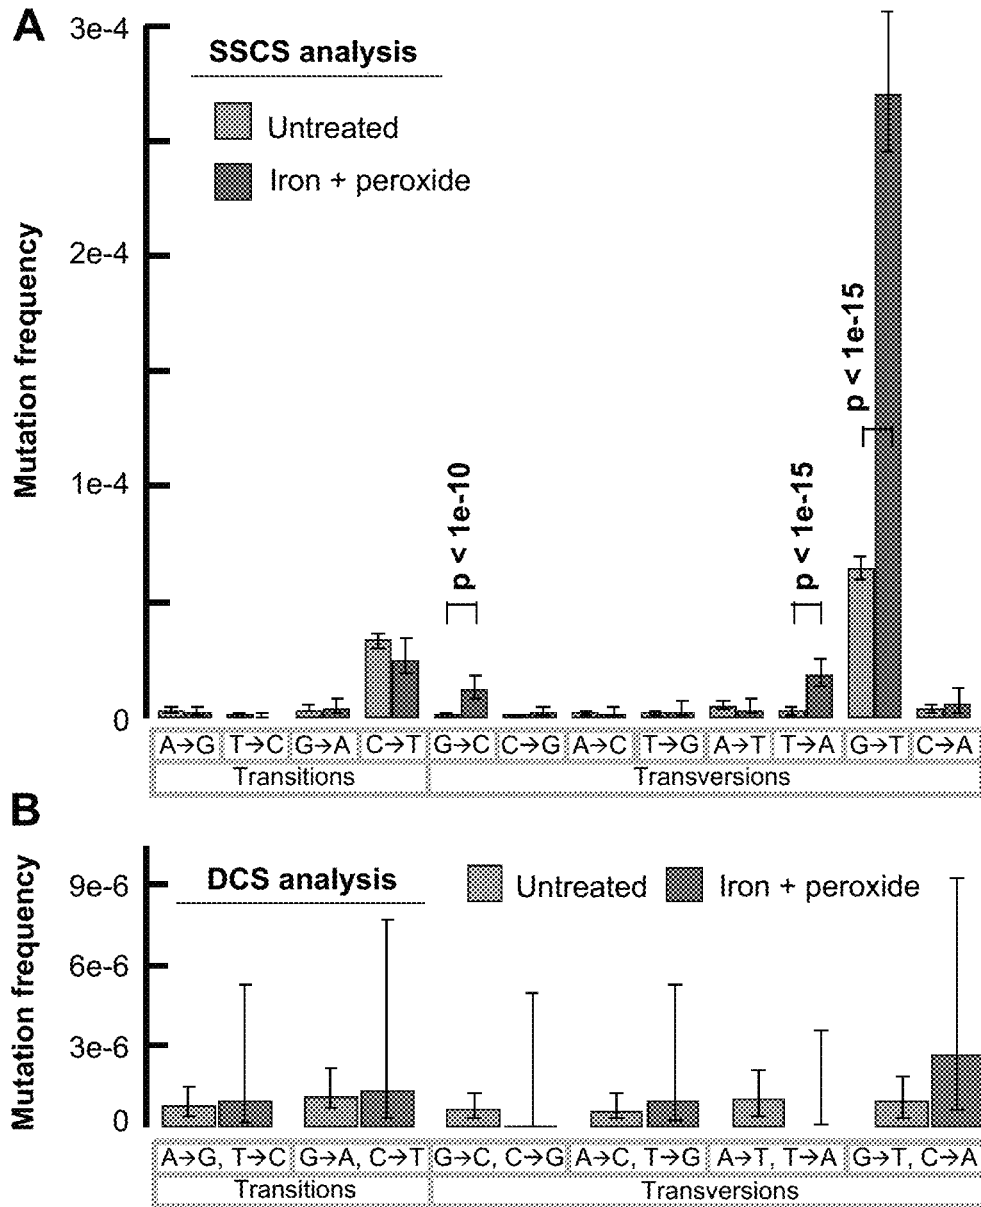 A
3e-4
SSCS analysis
Untreated
Iron + peroxide
Mutation frequency
2e-4
1e-4
0
p < 1e-10
p < 1e-15
p < 1e-15
A→G T→C G→A C→T G→C C→G A→C T→G A→T T→A G→T C→A
Transitions Transversions
B
DCS analysis
Untreated Iron + peroxide
Mutation frequency
9e-6
6e-6
3e-6
0
A→G, T→C G→A, C→T G→C, C→G A→C, T→G A→T, T→A G→T, C→A
Transitions Transversions